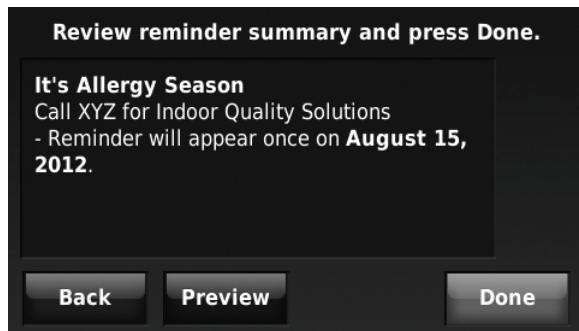 Review reminder summary and press Done.
It's Allergy Season
Call XYZ for Indoor Quality Solutions
- Reminder will appear once on August 15,
2012.
Back
Preview
Done